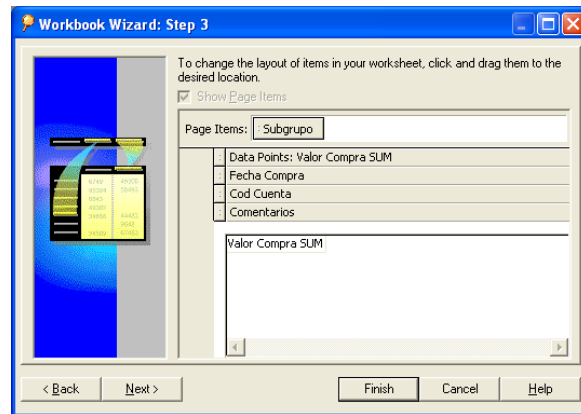 Workbook Wizard: Step 3
To change the layout of items in your worksheet, click and drag them to the
desired location.
Show Page Items
Page Items: Subgrupo
Data Points: Valor Compra SUM
Fecha Compra
Cod Cuenta
Comentarios
Valor Compra SUM
< Back Next > Finish Cancel Help